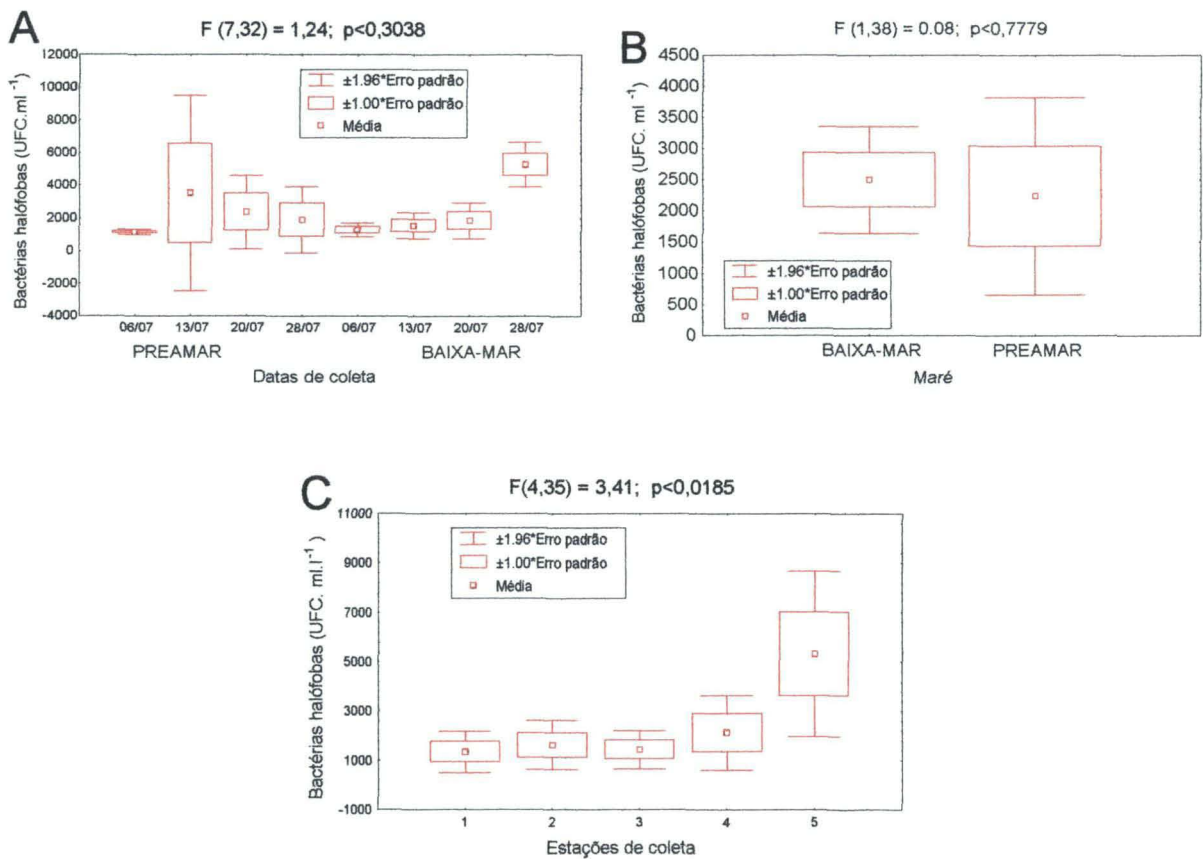 A
F (7,32) = 1,24; p<0,3038
Bactérias halófobas (UFC.ml -1)
12000
10000
8000
6000
4000
2000
0
-2000
-4000
±1.96*Erro padrão
±1.00*Erro padrão
Média
06/07 13/07 20/07 28/07 06/07 13/07 20/07 28/07
PREAMAR BAIXA-MAR
Datas de coleta
B
F (1,38) = 0.08; p<0,7779
Bactérias halófobas (UFC. ml -1)
4500
4000
3500
3000
2500
2000
1500
1000
500
0
±1.96*Erro padrão
±1.00*Erro padrão
Média
BAIXA-MAR PREAMAR
Maré
C
F(4,35) = 3,41; p<0,0185
Bactérias halófobas (UFC. ml.l -1)
11000
9000
7000
5000
3000
1000
-1000
±1.96*Erro padrão
±1.00*Erro padrão
Média
1 2 3 4 5
Estações de coleta